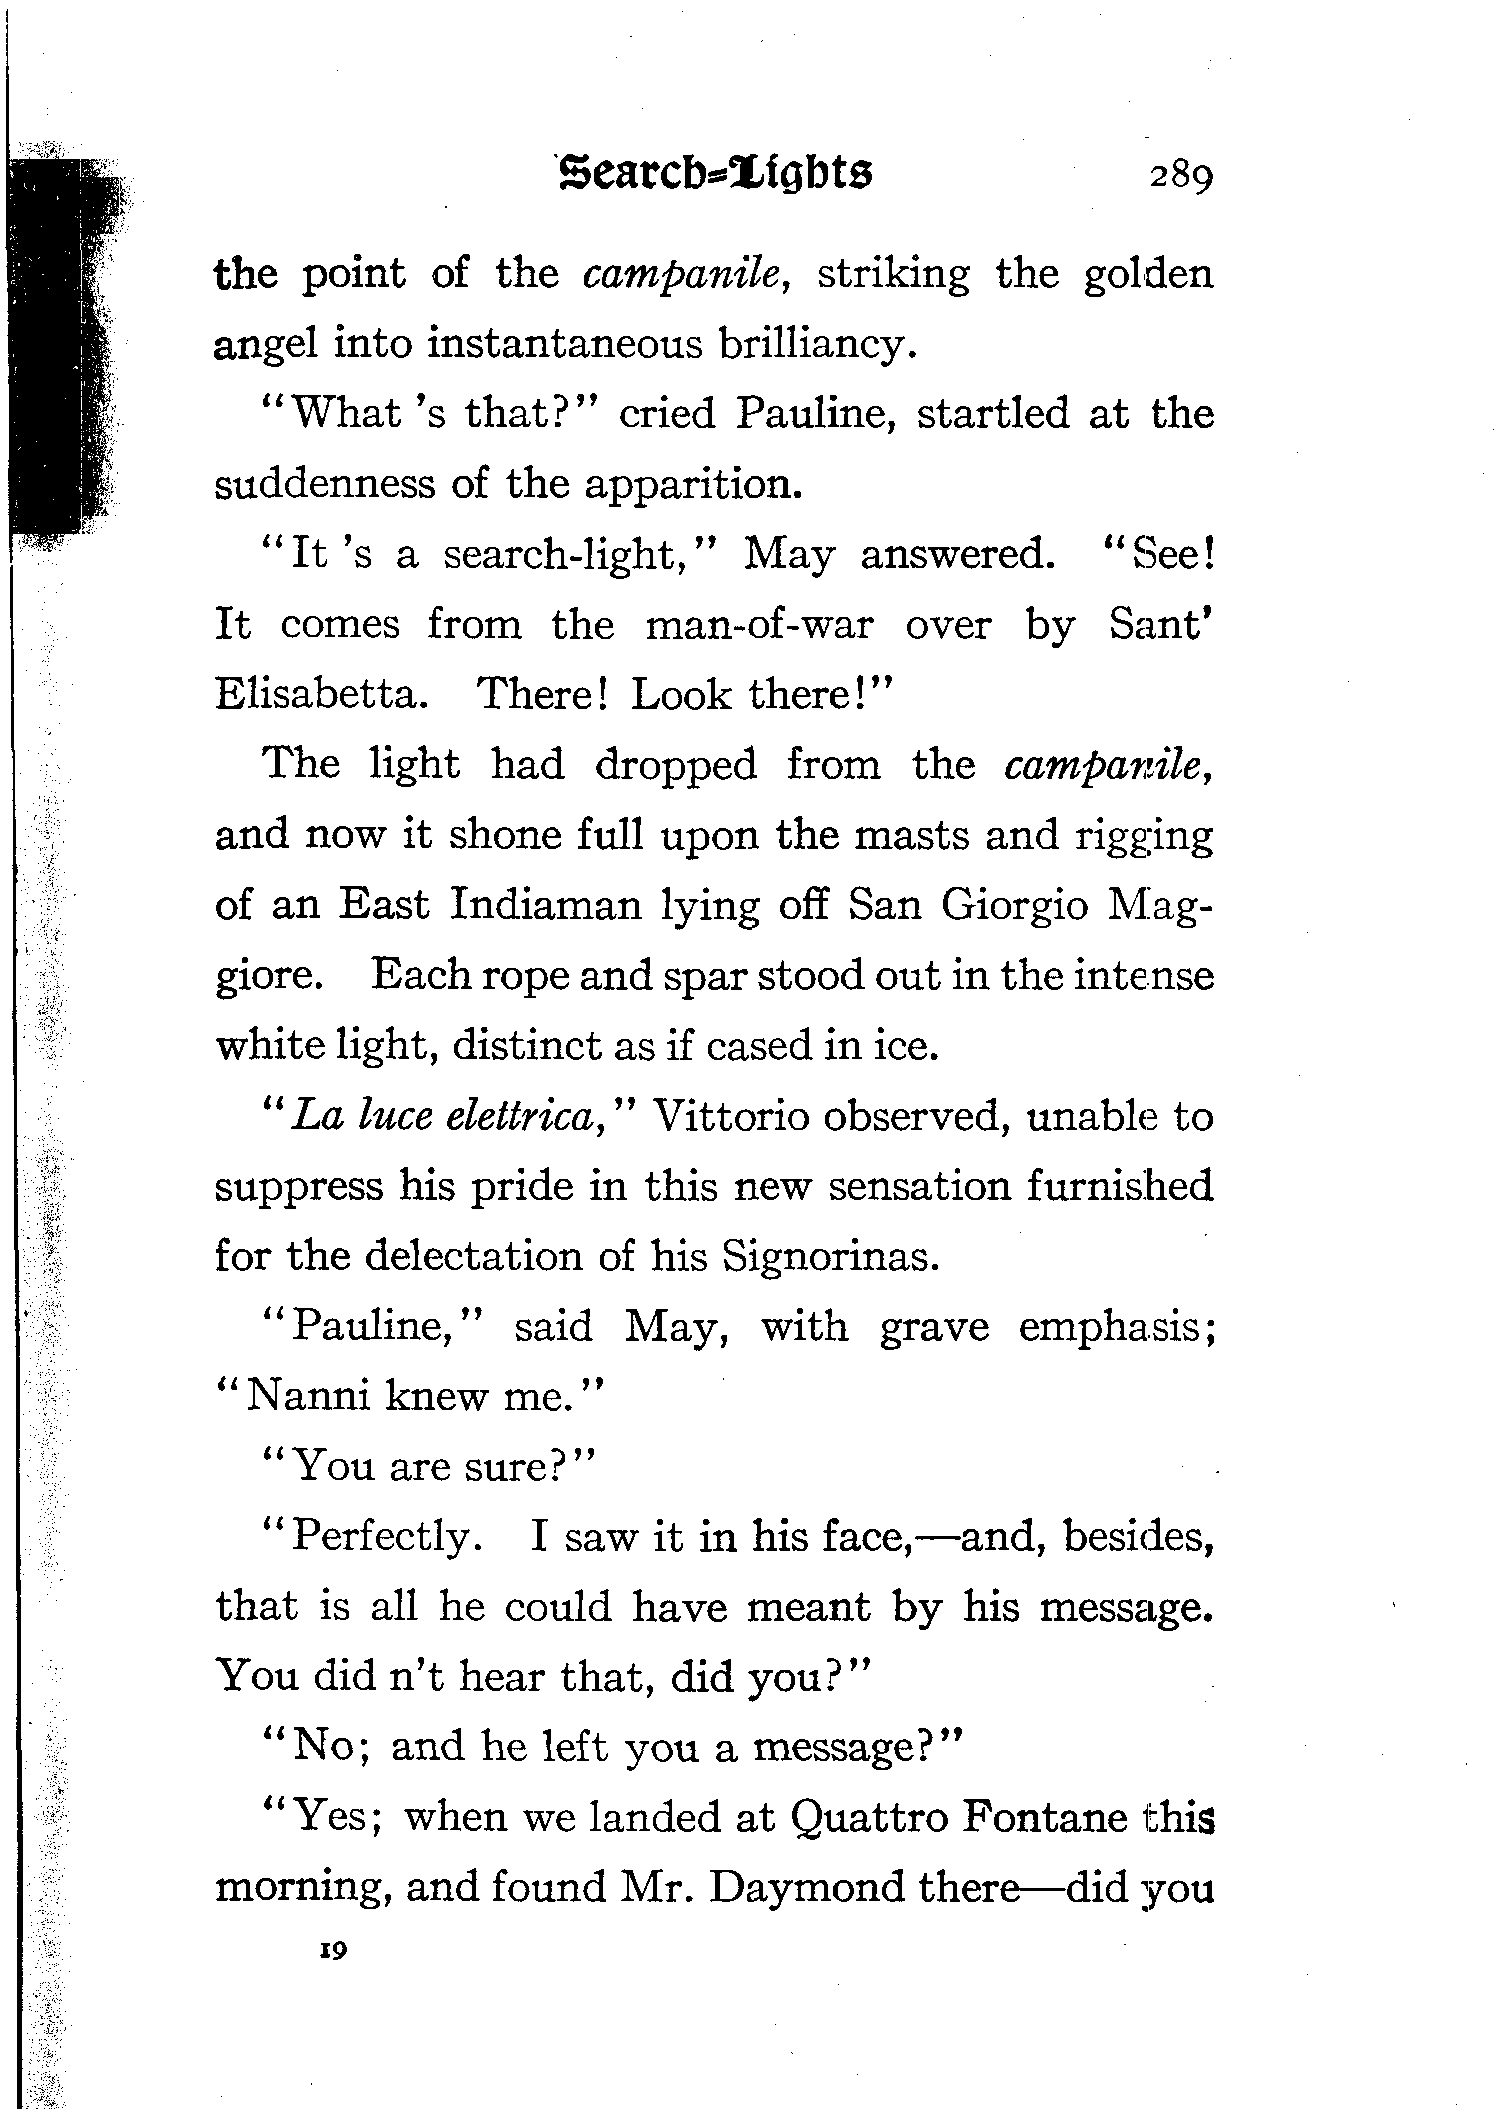 Search-Lights 289
the point of the campanile, striking the golden
angel into instantaneous brilliancy.
"What 's that?" cried Pauline, startled at the
suddenness of the apparition.
"It 's a search-light," May answered. "See!
It comes from the man-of-war over by Sant'
Elisabetta. There! Look there!"
The light had dropped from the campanile,
and now it shone full upon the masts and rigging
of an East Indiaman lying off San Giorgio Mag-
giore. Each rope and spar stood out in the intense
white light, distinct as if cased in ice.
"La luce elettrica," Vittorio observed, unable to
suppress his pride in this new sensation furnished
for the delectation of his Signorinas.
"Pauline," said May, with grave emphasis;
"Nanni knew me."
"You are sure?"
"Perfectly. I saw it in his face,—and, besides,
that is all he could have meant by his message.
You did n't hear that, did you?"
"No; and he left you a message?"
"Yes; when we landed at Quattro Fontane this
morning, and found Mr. Daymond there—did you
19